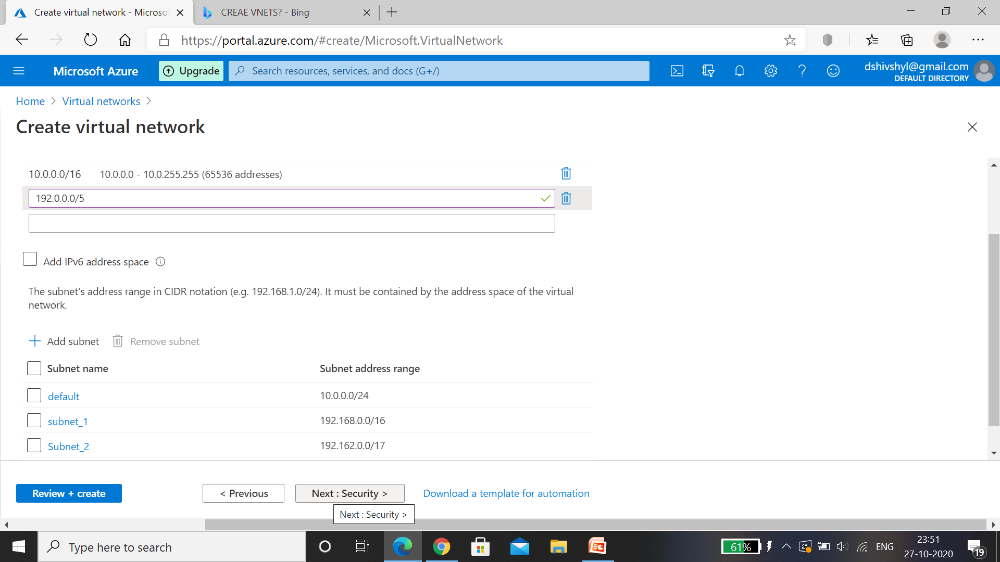 Create virtual network - Microsof
CREAE VNETS? - Bing
https://portal.azure.com/#create/Microsoft.VirtualNetwork
Microsoft Azure
Upgrade
Search resources, services, and docs (G+/)
dshivshyl@gmail.com
DEFAULT DIRECTORY
Home > Virtual networks >
Create virtual network
10.0.0.0/16 10.0.0.0 - 10.0.255.255 (65536 addresses)
192.0.0.0/5
Add IPv6 address space
The subnet's address range in CIDR notation (e.g. 192.168.1.0/24). It must be contained by the address space of the virtual
network.
Add subnet Remove subnet
Subnet name Subnet address range
default 10.0.0.0/24
subnet_1 192.168.0.0/16
Subnet_2 192.162.0.0/17
Review + create < Previous Next : Security > Download a template for automation
Next : Security >
Type here to search
61%
ENG
23:51
27-10-2020
19